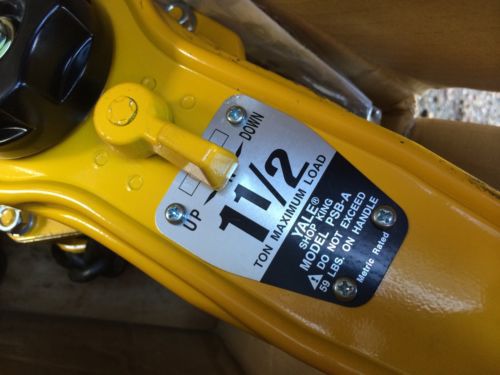 UP DOWN
1 1/2
TON MAXIMUM LOAD
YALE®
SHOP KING
MODEL PSB-A
DO NOT EXCEED
59 LBS. ON HANDLE
Metric Rated